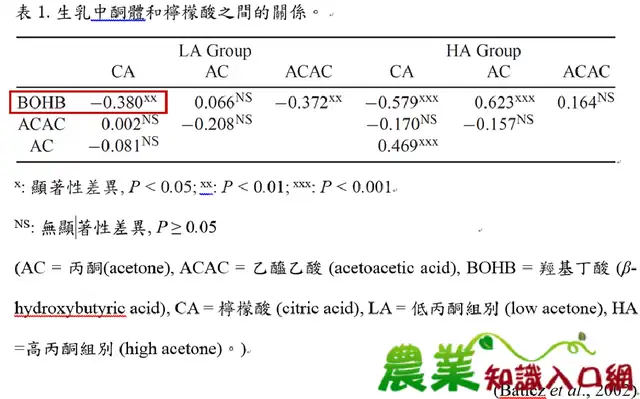 表 1. 生乳中酮體和檸檬酸之間的關係。
LA Group HA Group
CA AC ACAC CA AC ACAC
BOHB −0.380xx 0.066NS −0.372xx −0.579xxx 0.623xxx 0.164NS
ACAC 0.002NS −0.208NS −0.170NS −0.157NS
AC −0.081NS 0.469xxx
x: 顯著性差異, P < 0.05; xx: P < 0.01; xxx: P < 0.001
NS: 無顯著性差異, P ≥ 0.05
(AC = 丙酮(acetone), ACAC = 乙醯乙酸 (acetoacetic acid), BOHB = 羥基丁酸 (β-
hydroxybutyric acid), CA = 檸檬酸 (citric acid), LA = 低丙酮組別 (low acetone), HA
=高丙酮組別 (high acetone)。)
農業知識入口網
(Baticz et al., 2002)